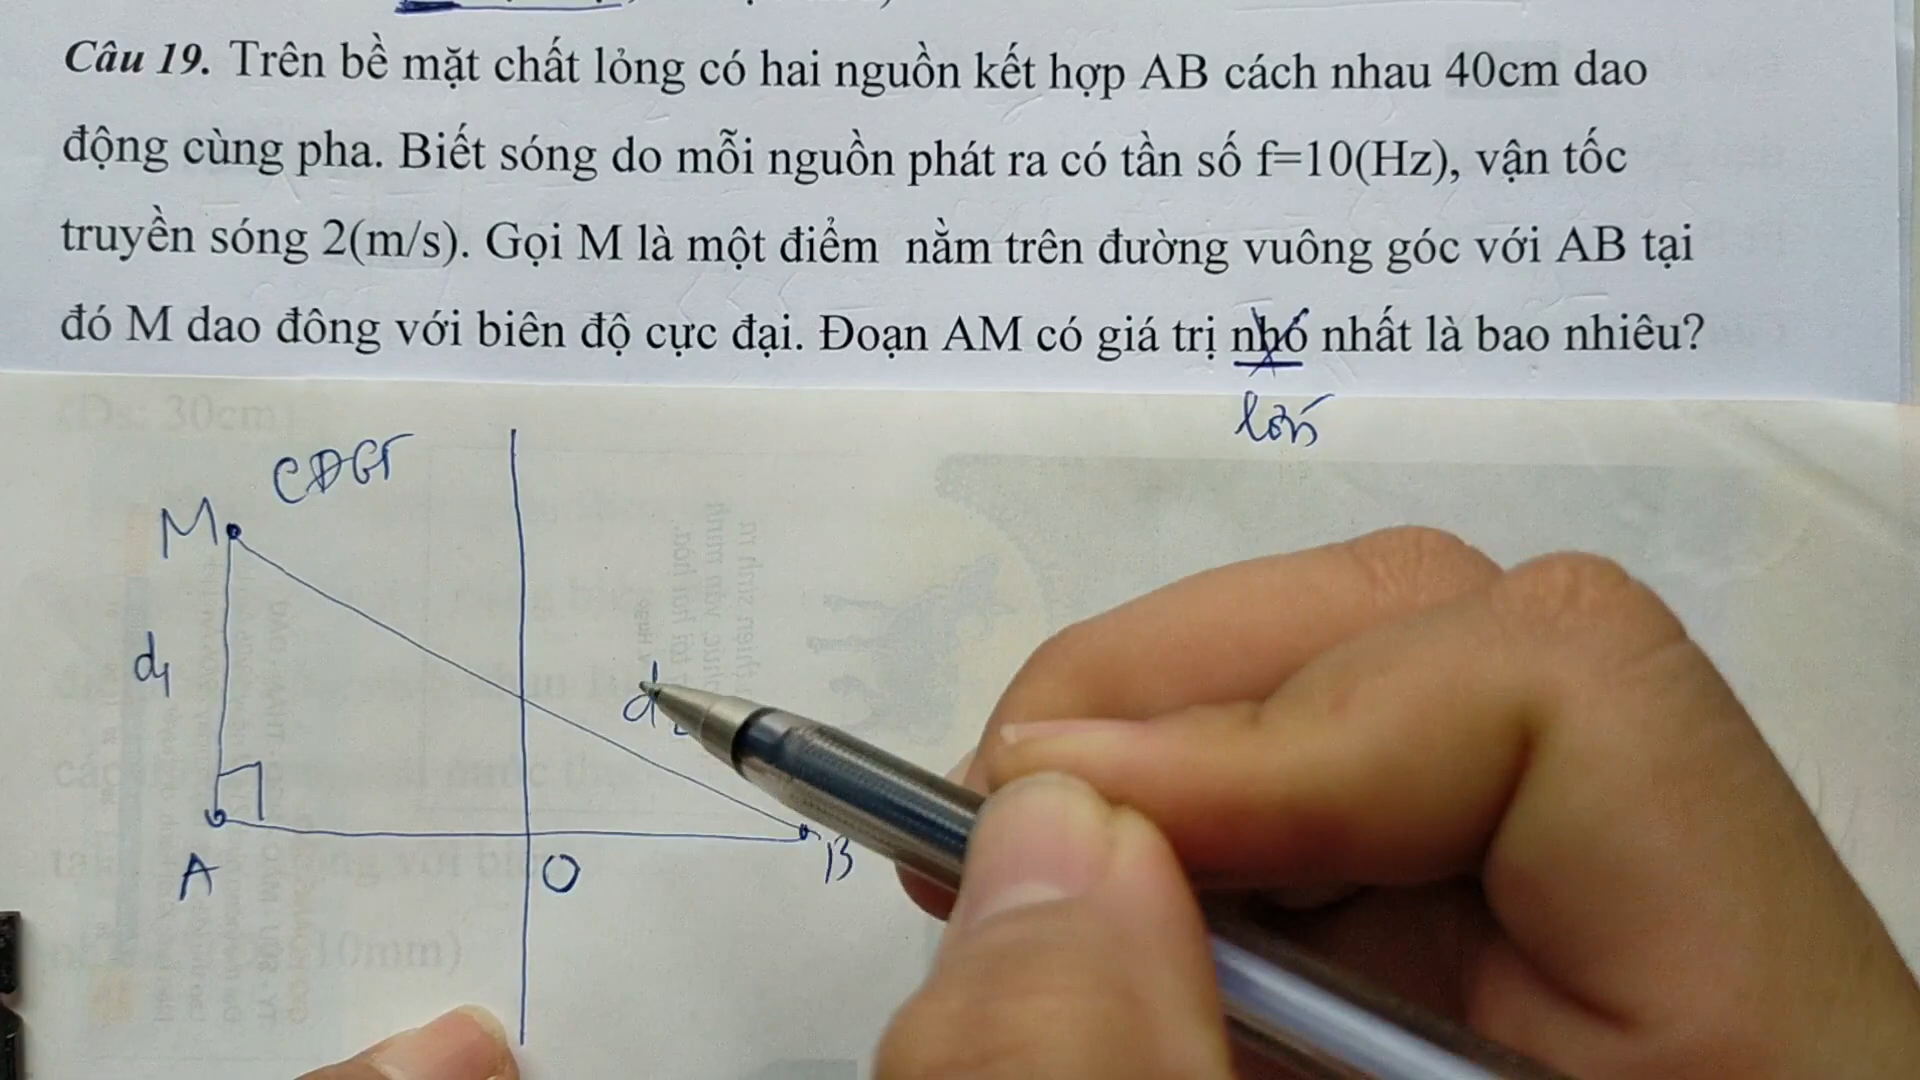 Câu 19. Trên bề mặt chất lỏng có hai nguồn kết hợp AB cách nhau 40cm dao
động cùng pha. Biết sóng do mỗi nguồn phát ra có tần số f=10(Hz), vận tốc
truyền sóng 2(m/s). Gọi M là một điểm nằm trên đường vuông góc với AB tại
đó M dao đông với biên độ cực đại. Đoạn AM có giá trị nhỏ nhất là bao nhiêu?
lớn
(Ds: 30cm)
CĐGT
M
d1
d
A
O
B
10mm)